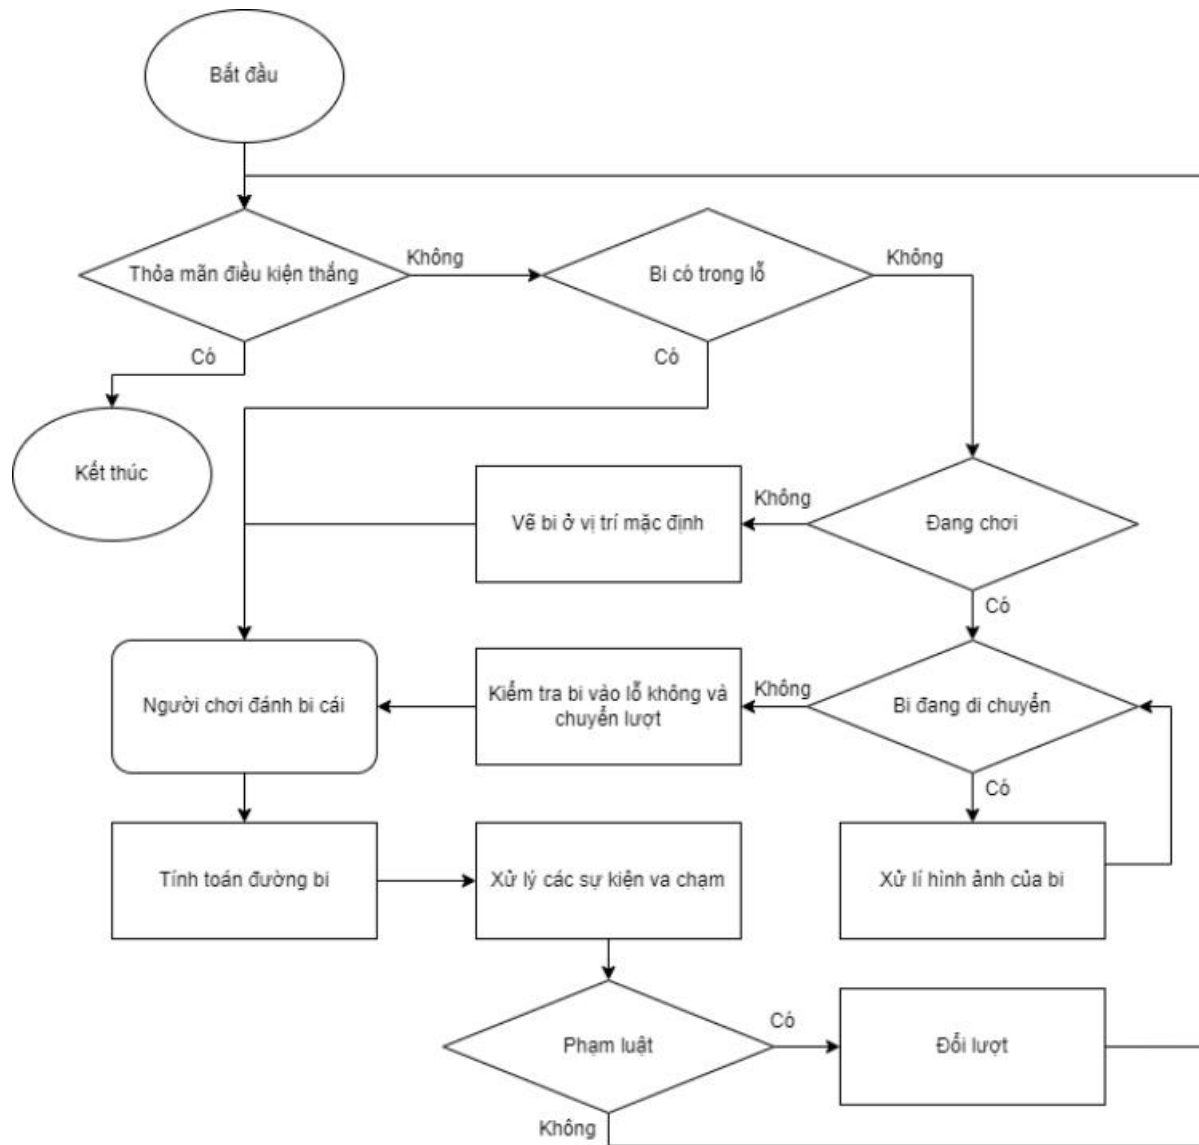 Bắt đầu
Thỏa mãn điều kiện thắng
Không
Bi có trong lỗ
Không
Có
Có
Kết thúc
Vẽ bi ở vị trí mặc định
Không
Đang chơi
Có
Người chơi đánh bi cái
Kiểm tra bi vào lỗ không và
chuyển lượt
Không
Bi đang di chuyển
Có
Tính toán đường bi
Xử lý các sự kiện va chạm
Xử lí hình ảnh của bi
Phạm luật
Có
Đổi lượt
Không